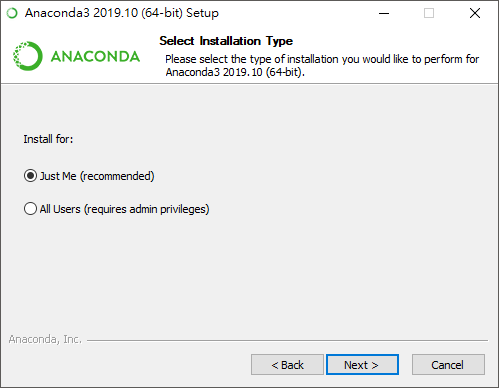 Anaconda3 2019.10 (64-bit) Setup
ANACONDA
Select Installation Type
Please select the type of installation you would like to perform for
Anaconda3 2019.10 (64-bit).
Install for:
Just Me (recommended)
All Users (requires admin privileges)
Anaconda, Inc.
< Back
Next >
Cancel